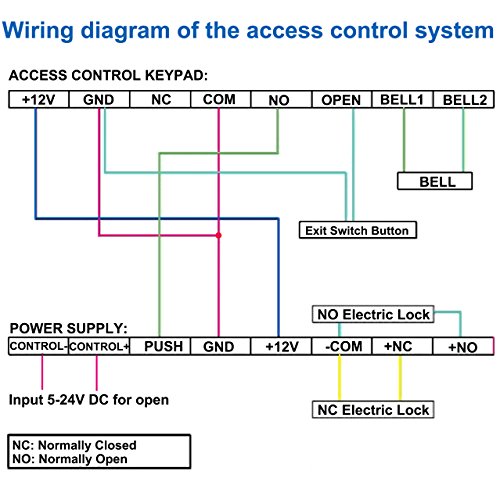 Wiring diagram of the access control system
ACCESS CONTROL KEYPAD:
+12V GND NC COM NO OPEN BELL1 BELL2
BELL
Exit Switch Button
NO Electric Lock
POWER SUPPLY:
CONTROL- CONTROL+ PUSH GND +12V -COM +NC +NO
Input 5-24V DC for open
NC Electric Lock
NC: Normally Closed
NO: Normally Open